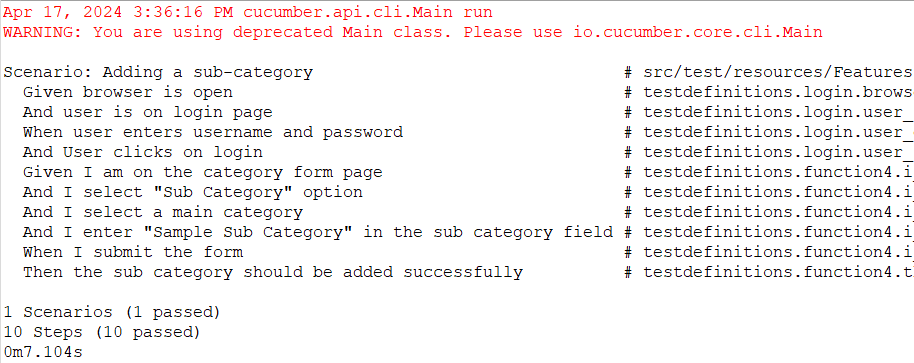 Apr 17, 2024 3:36:16 PM cucumber.api.cli.Main run
WARNING: You are using deprecated Main class. Please use io.cucumber.core.cli.Main
Scenario: Adding a sub-category # src/test/resources/Features
Given browser is open # testdefinitions.login.brows
And user is on login page # testdefinitions.login.user_
When user enters username and password # testdefinitions.login.user_
And User clicks on login # testdefinitions.login.user_
Given I am on the category form page # testdefinitions.function4.i_
And I select "Sub Category" option # testdefinitions.function4.i_
And I select a main category # testdefinitions.function4.i_
And I enter "Sample Sub Category" in the sub category field # testdefinitions.function4.i_
When I submit the form # testdefinitions.function4.i_
Then the sub category should be added successfully # testdefinitions.function4.t
1 Scenarios (1 passed)
10 Steps (10 passed)
0m7.104s